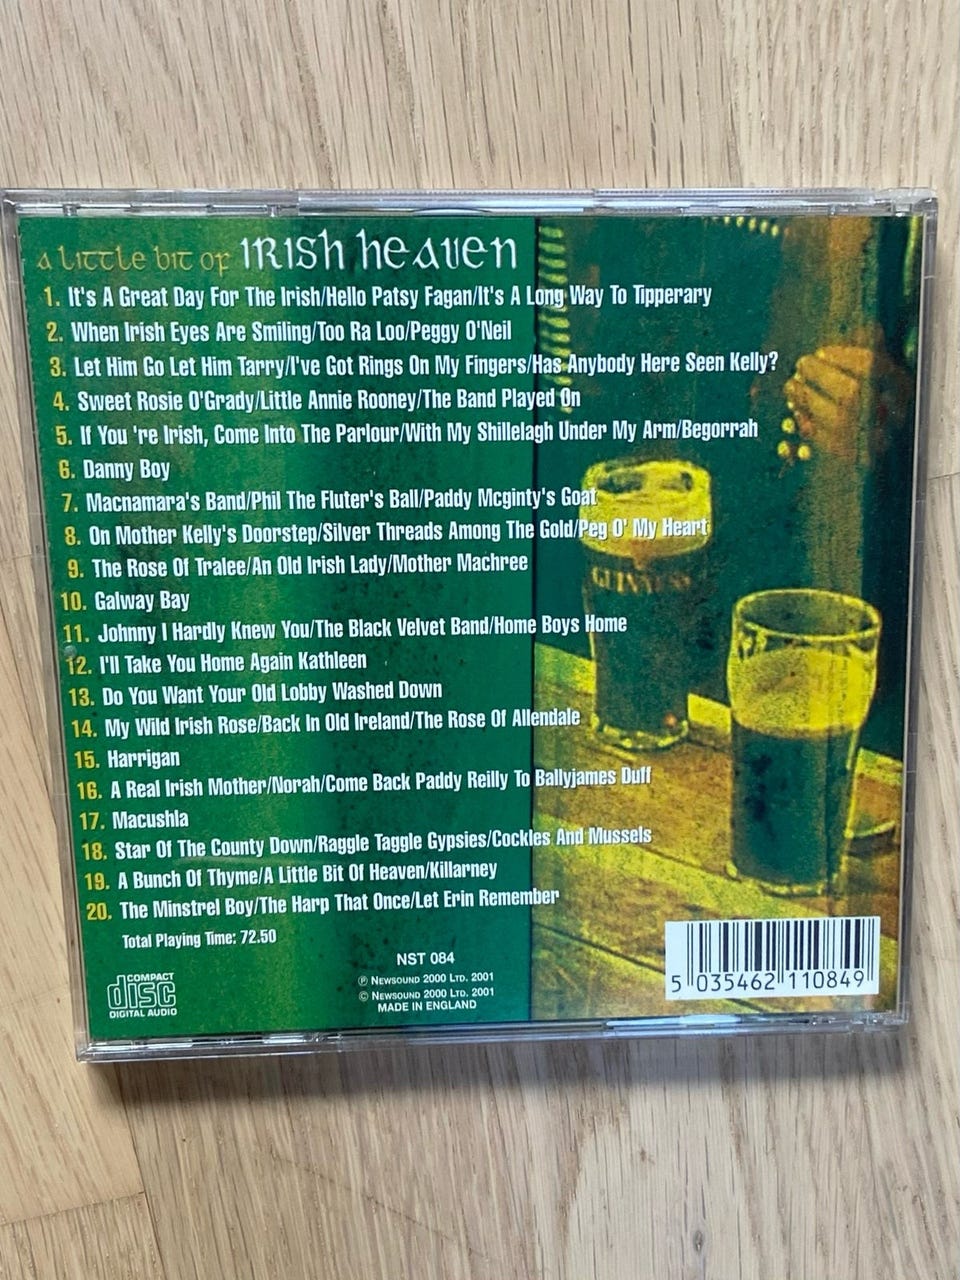 a little bit of IRISH heaven
1. It's A Great Day For The Irish/Hello Patsy Fagan/It's A Long Way To Tipperary
2. When Irish Eyes Are Smiling/Too Ra Loo/Peggy O'Neil
3. Let Him Go Let Him Tarry/I've Got Rings On My Fingers/Has Anybody Here Seen Kelly?
4. Sweet Rosie O'Grady/Little Annie Rooney/The Band Played On
5. If You 're Irish, Come Into The Parlour/With My Shillelagh Under My Arm/Begorrah
6. Danny Boy
7. Macnamara's Band/Phil The Fluter's Ball/Paddy Mcginty's Goat
8. On Mother Kelly's Doorstep/Silver Threads Among The Gold/Peg O' My Heart
9. The Rose Of Tralee/An Old Irish Lady/Mother Machree
10. Galway Bay
11. Johnny I Hardly Knew You/The Black Velvet Band/Home Boys Home
12. I'll Take You Home Again Kathleen
13. Do You Want Your Old Lobby Washed Down
14. My Wild Irish Rose/Back In Old Ireland/The Rose Of Allendale
15. Harrigan
16. A Real Irish Mother/Norah/Come Back Paddy Reilly To Ballyjames Duff
17. Macushla
18. Star Of The County Down/Raggle Taggle Gypsies/Cockles And Mussels
19. A Bunch Of Thyme/A Little Bit Of Heaven/Killarney
20. The Minstrel Boy/The Harp That Once/Let Erin Remember
Total Playing Time: 72.50
GUINNESS
COMPACT
disc
DIGITAL AUDIO
NST 084
℗ Newsound 2000 Ltd. 2001
© Newsound 2000 Ltd. 2001
MADE IN ENGLAND
5 035462 110849